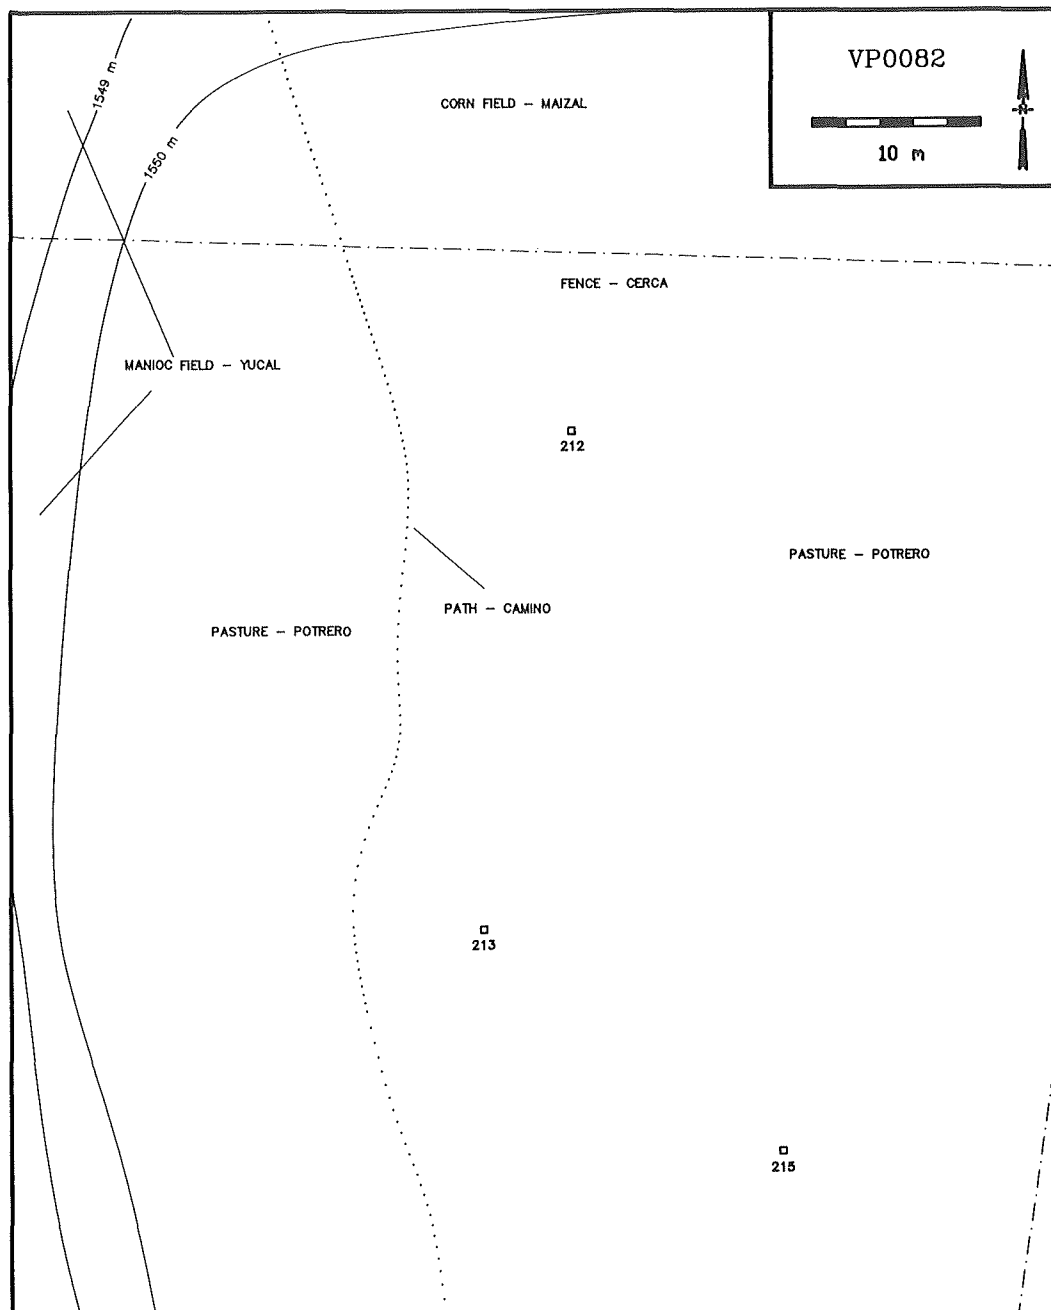 VP0082
N
10 m
1549 m
1550 m
CORN FIELD – MAIZAL
FENCE – CERCA
MANIOC FIELD – YUCAL
212
PASTURE – POTRERO
PATH – CAMINO
PASTURE – POTRERO
213
215